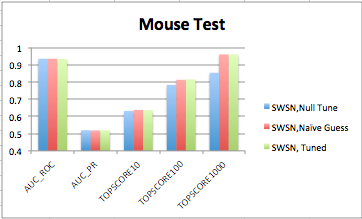 Mouse Test
1
0.9
0.8
0.7
0.6
0.5
0.4
AUC_ROC
AUC_PR
TOPSCORE10
TOPSCORE100
TOPSCORE1000
SWSN,Null Tune
SWSN,Naïve Guess
SWSN, Tuned